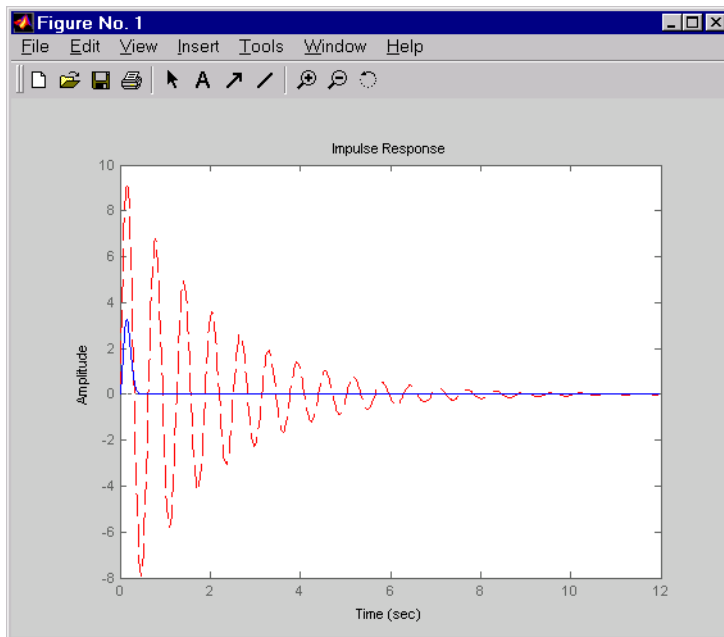 Figure No. 1
File Edit View Insert Tools Window Help
A
Impulse Response
10
8
6
4
2
0
-2
-4
-6
-8
Amplitude
0 2 4 6 8 10 12
Time (sec)